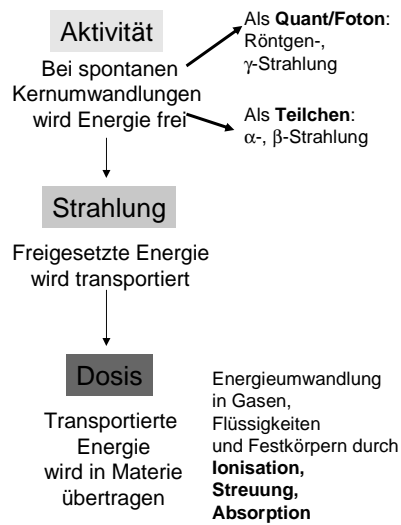 Aktivität
Bei spontanen
Kernumwandlungen
wird Energie frei
Als Quant/Foton:
Röntgen-,
γ-Strahlung
Als Teilchen:
α-, β-Strahlung
Strahlung
Freigesetzte Energie
wird transportiert
Dosis
Transportierte
Energie
wird in Materie
übertragen
Energieumwandlung
in Gasen,
Flüssigkeiten
und Festkörpern durch
Ionisation,
Streuung,
Absorption